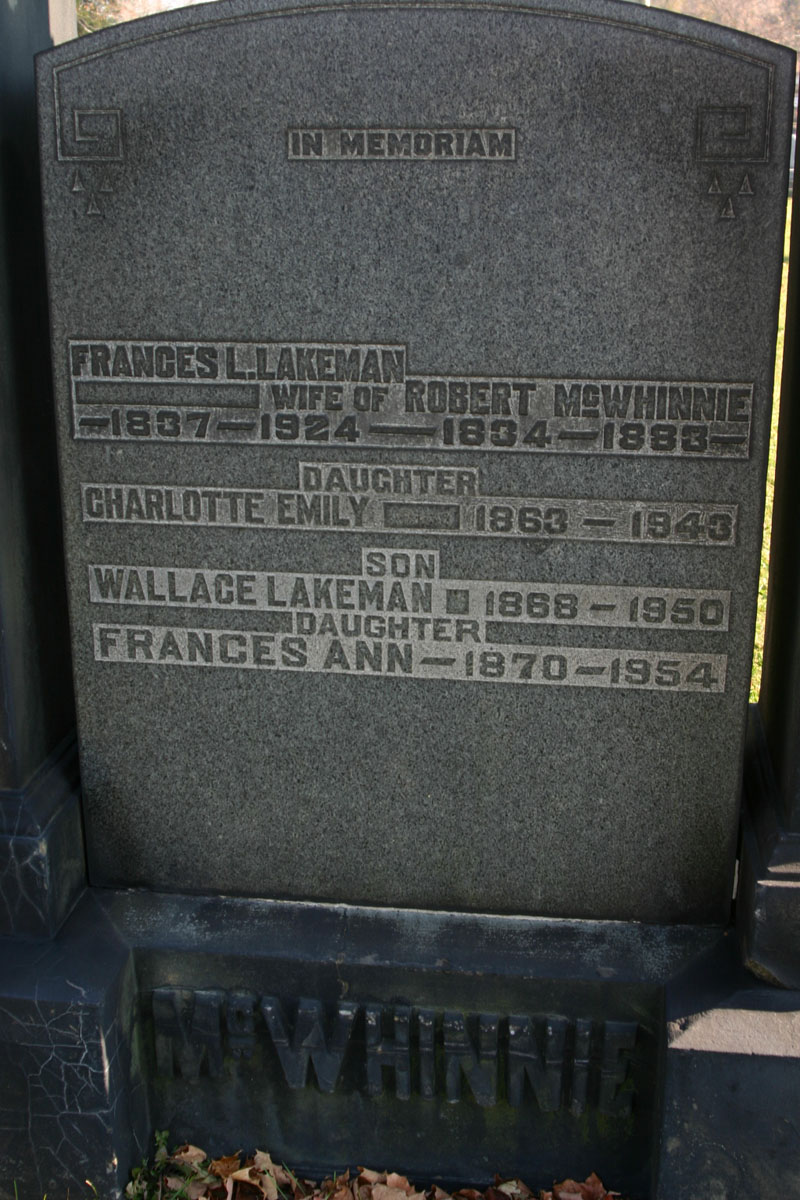 IN MEMORIAM
FRANCES L. LAKEMAN
WIFE OF ROBERT McWHINNIE
—1837—1924—1834—1883—
DAUGHTER
CHARLOTTE EMILY 1863 — 1943
SON
WALLACE LAKEMAN 1868 — 1950
DAUGHTER
FRANCES ANN — 1870 — 1954
McWHINNIE